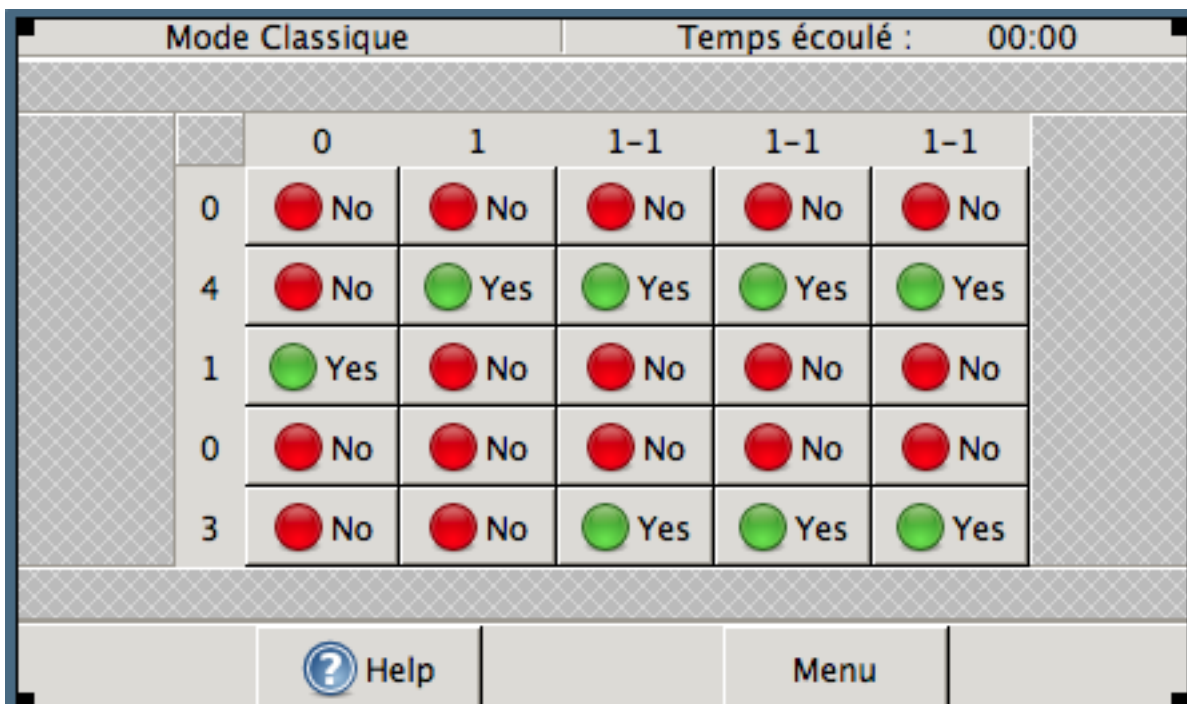 Mode Classique Temps écoulé : 00:00
0 1 1-1 1-1 1-1
0 No No No No No
4 No Yes Yes Yes Yes
1 Yes No No No No
0 No No No No No
3 No No Yes Yes Yes
? Help Menu